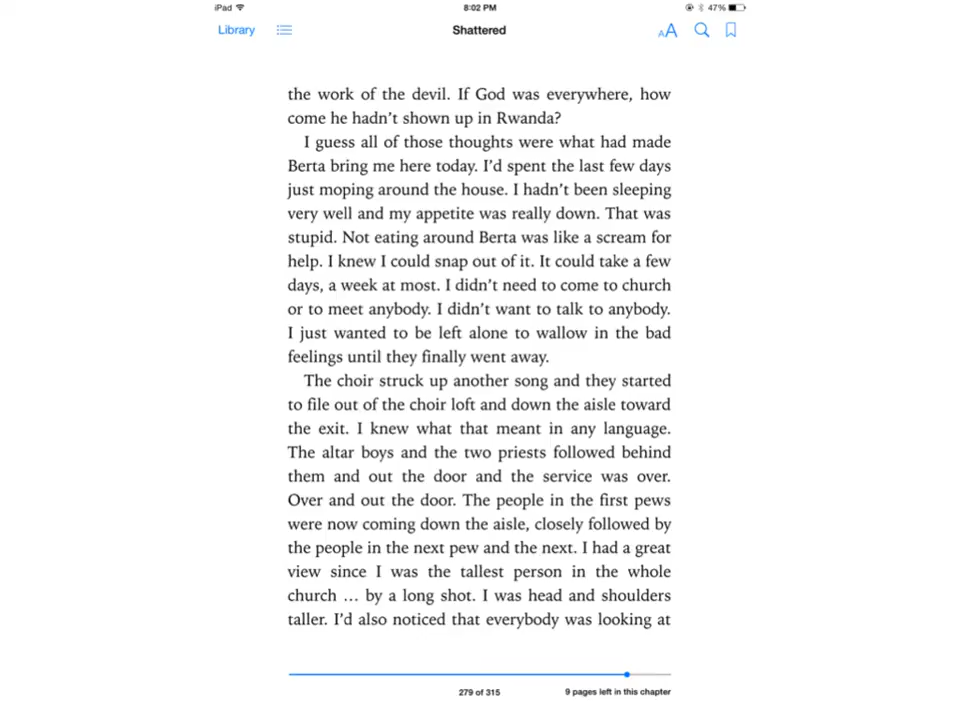 iPad 8:02 PM 47%
Library Shattered AA
the work of the devil. If God was everywhere, how
come he hadn’t shown up in Rwanda?
I guess all of those thoughts were what had made
Berta bring me here today. I’d spent the last few days
just moping around the house. I hadn’t been sleeping
very well and my appetite was really down. That was
stupid. Not eating around Berta was like a scream for
help. I knew I could snap out of it. It could take a few
days, a week at most. I didn’t need to come to church
or to meet anybody. I didn’t want to talk to anybody.
I just wanted to be left alone to wallow in the bad
feelings until they finally went away.
The choir struck up another song and they started
to file out of the choir loft and down the aisle toward
the exit. I knew what that meant in any language.
The altar boys and the two priests followed behind
them and out the door and the service was over.
Over and out the door. The people in the first pews
were now coming down the aisle, closely followed by
the people in the next pew and the next. I had a great
view since I was the tallest person in the whole
church … by a long shot. I was head and shoulders
taller. I’d also noticed that everybody was looking at
279 of 315 9 pages left in this chapter